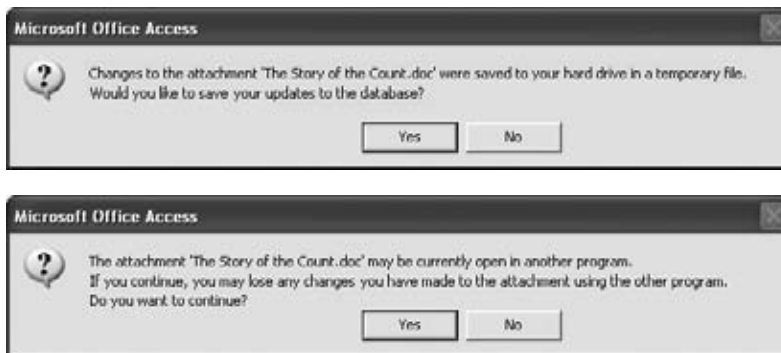 Microsoft Office Access
Changes to the attachment 'The Story of the Count.doc' were saved to your hard drive in a temporary file.
Would you like to save your updates to the database?
Yes No
Microsoft Office Access
The attachment 'The Story of the Count.doc' may be currently open in another program.
If you continue, you may lose any changes you have made to the attachment using the other program.
Do you want to continue?
Yes No